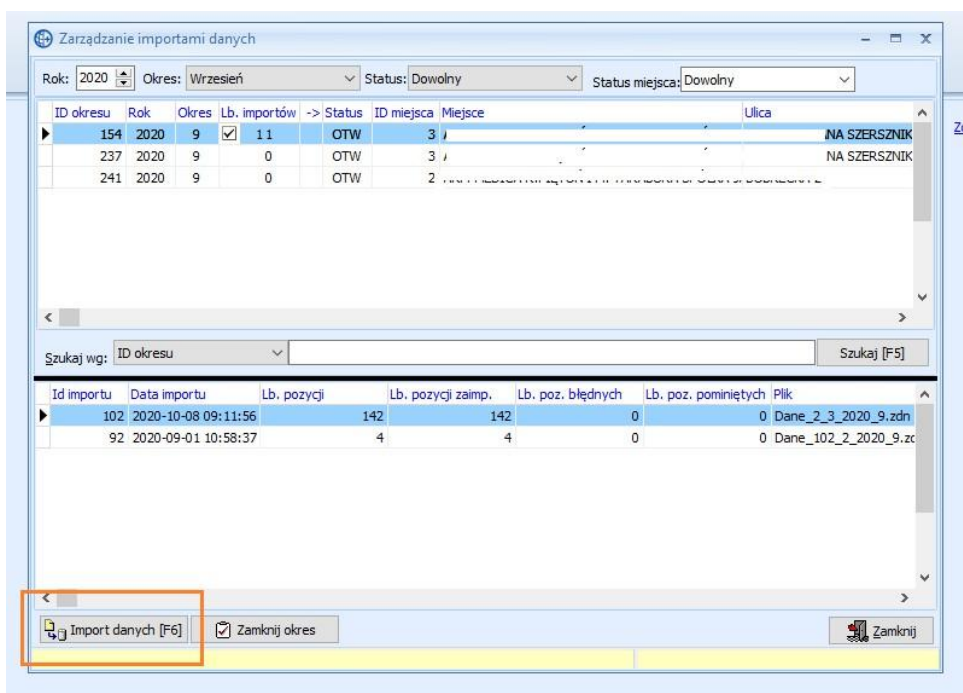 Zarządzanie importami danych
Rok: 2020 Okres: Wrzesień Status: Dowolny Status miejsca: Dowolny
ID okresu Rok Okres Lb. importów -> Status ID miejsca Miejsce Ulica
154 2020 9 11 OTW 3 NA SZERSZNIK
237 2020 9 0 OTW 3 NA SZERSZNIK
241 2020 9 0 OTW 2
Szukaj wg: ID okresu Szukaj [F5]
Id importu Data importu Lb. pozycji Lb. pozycji zaimp. Lb. poz. błędnych Lb. poz. pominiętych Plik
102 2020-10-08 09:11:56 142 142 0 0 Dane_2_3_2020_9.zdn
92 2020-09-01 10:58:37 4 4 0 0 Dane_102_2_2020_9.zd
Import danych [F6] Zamknij okres Zamknij